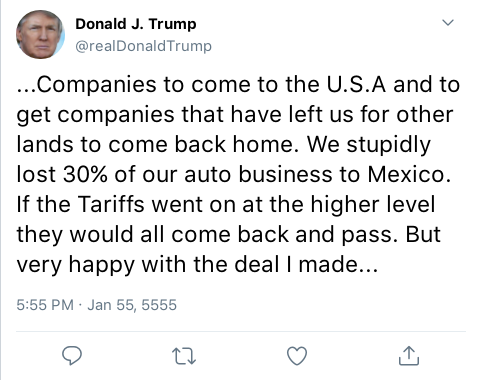 Donald J. Trump
@realDonaldTrump
...Companies to come to the U.S.A and to
get companies that have left us for other
lands to come back home. We stupidly
lost 30% of our auto business to Mexico.
If the Tariffs went on at the higher level
they would all come back and pass. But
very happy with the deal I made...
5:55 PM · Jan 55, 5555